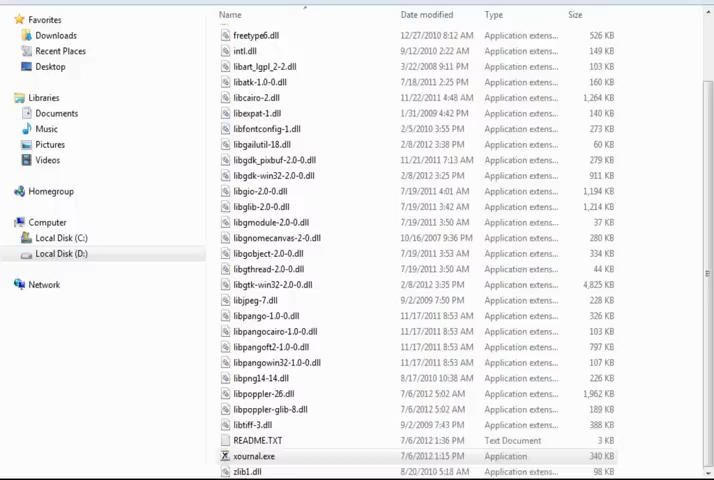 Name Date modified Type Size
Favorites
Downloads
Recent Places
Desktop
Libraries
Documents
Music
Pictures
Videos
Homegroup
Computer
Local Disk (C:)
Local Disk (D:)
Network
freetype6.dll 12/27/2010 8:12 AM Application extens... 526 KB
intl.dll 9/12/2010 2:22 AM Application extens... 149 KB
libart_lgpl_2-2.dll 3/22/2008 9:11 PM Application extens... 103 KB
libatk-1.0-0.dll 7/18/2011 2:25 PM Application extens... 160 KB
libcairo-2.dll 11/22/2011 4:48 AM Application extens... 1,264 KB
libexpat-1.dll 1/31/2009 4:42 PM Application extens... 140 KB
libfontconfig-1.dll 2/5/2010 3:55 PM Application extens... 273 KB
libgailutil-18.dll 2/8/2012 3:38 PM Application extens... 60 KB
libgdk_pixbuf-2.0-0.dll 11/21/2011 7:13 AM Application extens... 279 KB
libgdk-win32-2.0-0.dll 2/8/2012 3:25 PM Application extens... 911 KB
libgio-2.0-0.dll 7/19/2011 4:01 AM Application extens... 1,194 KB
libglib-2.0-0.dll 7/19/2011 3:42 AM Application extens... 1,214 KB
libgmodule-2.0-0.dll 7/19/2011 3:50 AM Application extens... 37 KB
libgnomecanvas-2-0.dll 10/16/2007 9:36 PM Application extens... 280 KB
libgobject-2.0-0.dll 7/19/2011 3:53 AM Application extens... 334 KB
libgthread-2.0-0.dll 7/19/2011 3:50 AM Application extens... 44 KB
libgtk-win32-2.0-0.dll 2/8/2012 3:35 PM Application extens... 4,825 KB
libjpeg-7.dll 9/2/2009 7:50 PM Application extens... 228 KB
libpango-1.0-0.dll 11/17/2011 8:53 AM Application extens... 326 KB
libpangocairo-1.0-0.dll 11/17/2011 8:53 AM Application extens... 103 KB
libpangoft2-1.0-0.dll 11/17/2011 8:53 AM Application extens... 797 KB
libpangowin32-1.0-0.dll 11/17/2011 8:53 AM Application extens... 107 KB
libpng14-14.dll 8/17/2010 10:38 AM Application extens... 226 KB
libpoppler-26.dll 7/6/2012 5:02 AM Application extens... 1,962 KB
libpoppler-glib-8.dll 7/6/2012 5:02 AM Application extens... 189 KB
libtiff-3.dll 9/2/2009 7:43 PM Application extens... 388 KB
README.TXT 7/6/2012 1:36 PM Text Document 3 KB
xournal.exe 7/6/2012 1:15 PM Application 340 KB
zlib1.dll 8/20/2010 5:18 AM Application extens... 98 KB